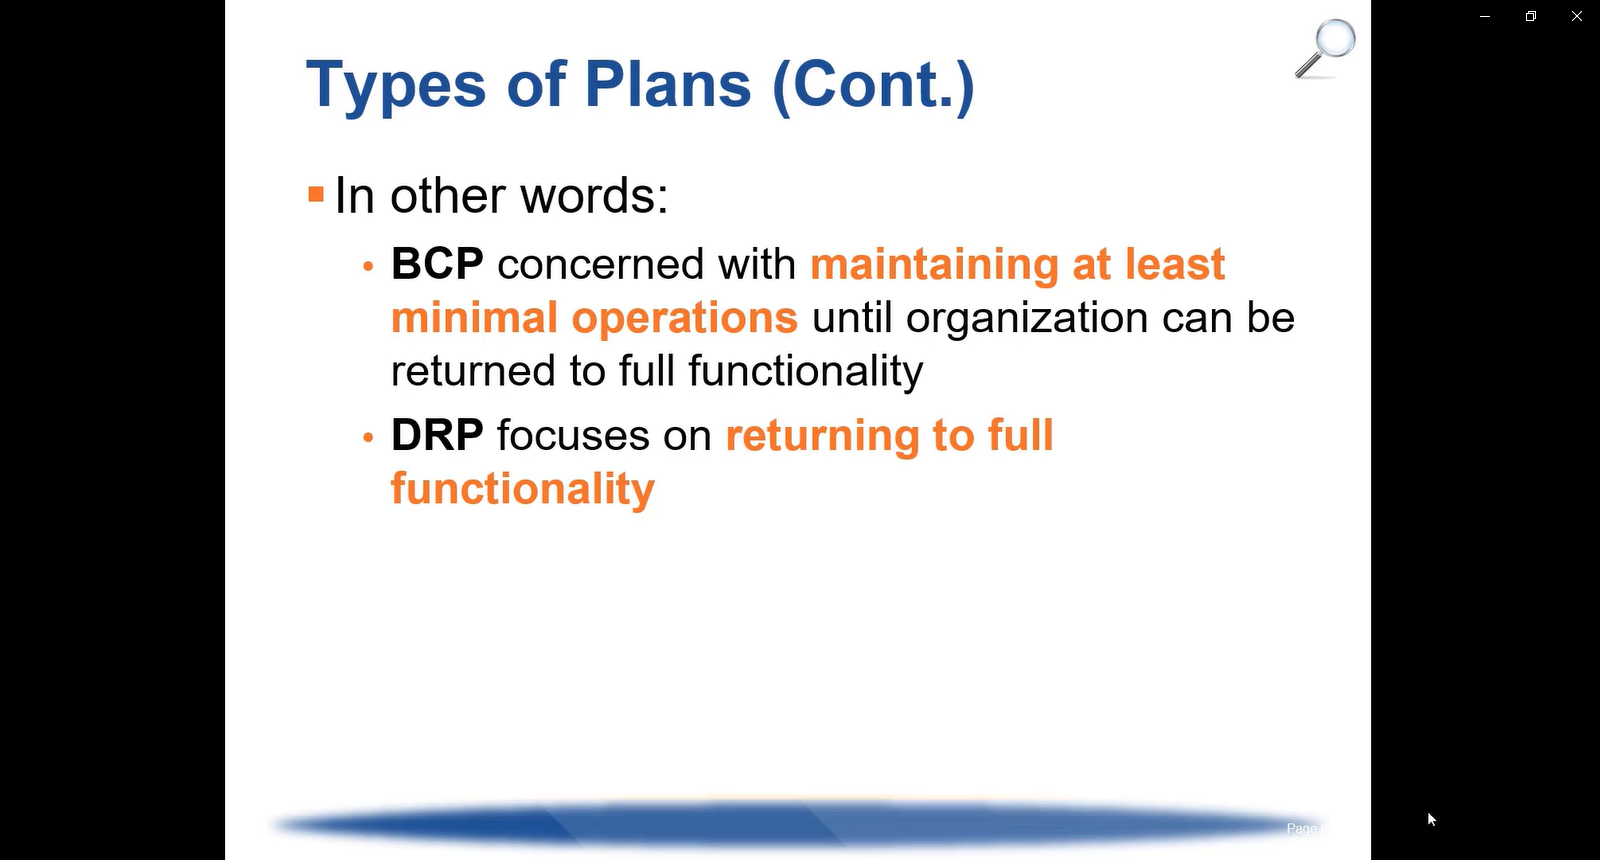 Types of Plans (Cont.)
In other words:
BCP concerned with maintaining at least
minimal operations until organization can be
returned to full functionality
DRP focuses on returning to full
functionality
Page